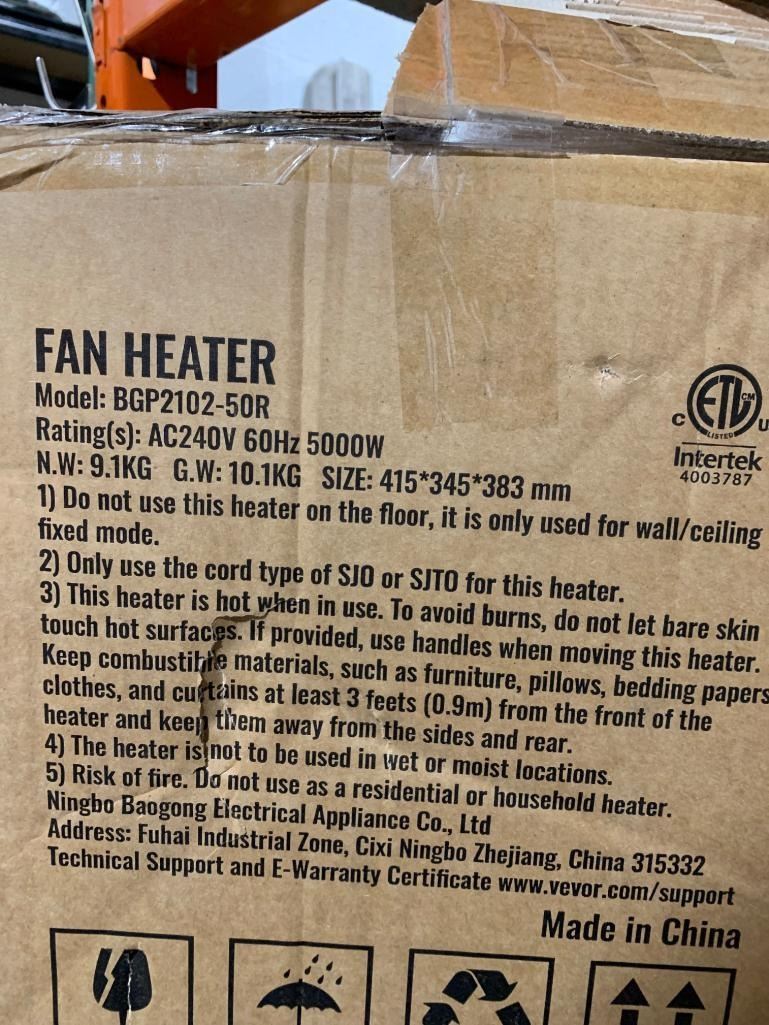 FAN HEATER
Model: BGP2102-50R
Rating(s): AC240V 60Hz 5000W
N.W: 9.1KG G.W: 10.1KG SIZE: 415*345*383 mm
C ETL CM US
LISTED
Intertek
4003787
1) Do not use this heater on the floor, it is only used for wall/ceiling
fixed mode.
2) Only use the cord type of SJO or SJTO for this heater.
3) This heater is hot when in use. To avoid burns, do not let bare skin
touch hot surfaces. If provided, use handles when moving this heater.
Keep combustible materials, such as furniture, pillows, bedding papers
clothes, and curtains at least 3 feets (0.9m) from the front of the
heater and keep them away from the sides and rear.
4) The heater is not to be used in wet or moist locations.
5) Risk of fire. Do not use as a residential or household heater.
Ningbo Baogong Electrical Appliance Co., Ltd
Address: Fuhai Industrial Zone, Cixi Ningbo Zhejiang, China 315332
Technical Support and E-Warranty Certificate www.vevor.com/support
Made in China